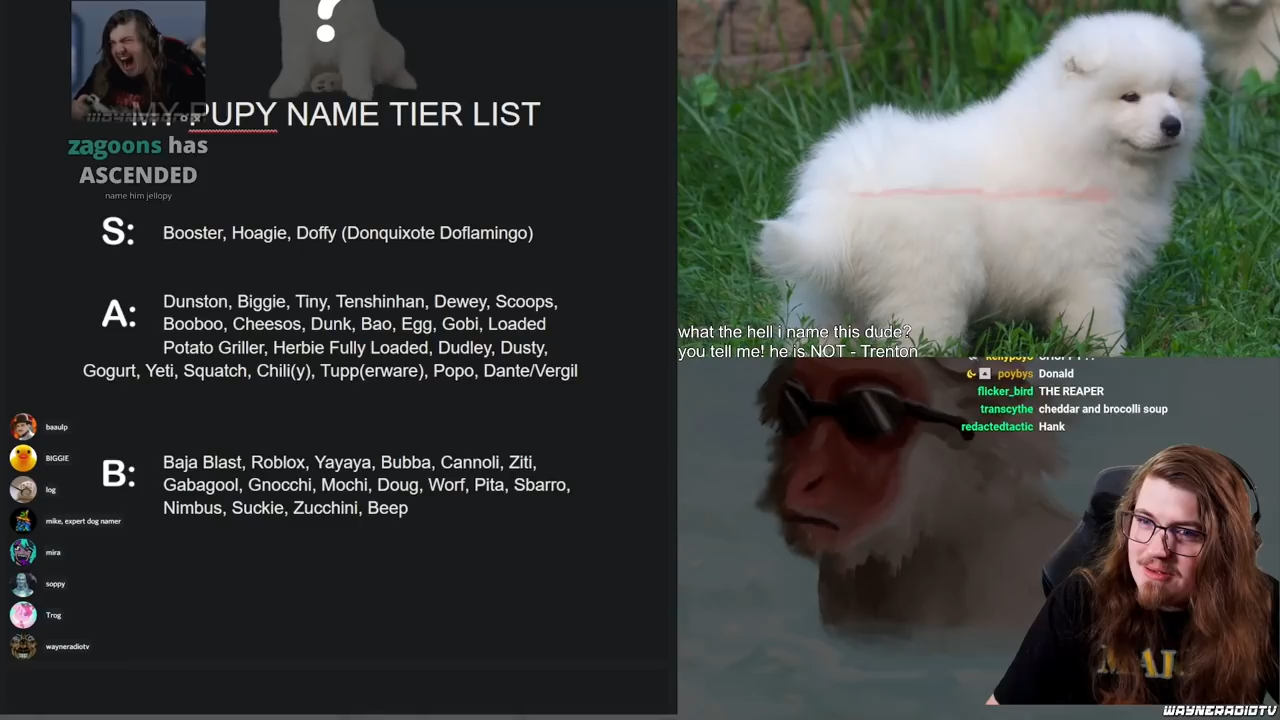 ?
MY PUPY NAME TIER LIST
zagoons has
ASCENDED
name him jellopy
S: Booster, Hoagie, Doffy (Donquixote Doflamingo)
A: Dunston, Biggie, Tiny, Tenshinhan, Dewey, Scoops,
Booboo, Cheesos, Dunk, Bao, Egg, Gobi, Loaded
Potato Griller, Herbie Fully Loaded, Dudley, Dusty,
Gogurt, Yeti, Squatch, Chili(y), Tupp(erware), Popo, Dante/Vergil
B: Baja Blast, Roblox, Yayaya, Bubba, Cannoli, Ziti,
Gabagool, Gnocchi, Mochi, Doug, Worf, Pita, Sbarro,
Nimbus, Suckie, Zucchini, Beep
baaulp
BIGGIE
log
mike, expert dog namer
mira
soppy
Trog
wayneradiotv
what the hell i name this dude?
you tell me! he is NOT - Trenton
poybys Donald
flicker_bird THE REAPER
transcythe cheddar and brocolli soup
redactedtactic Hank
WAYNERADIOTV